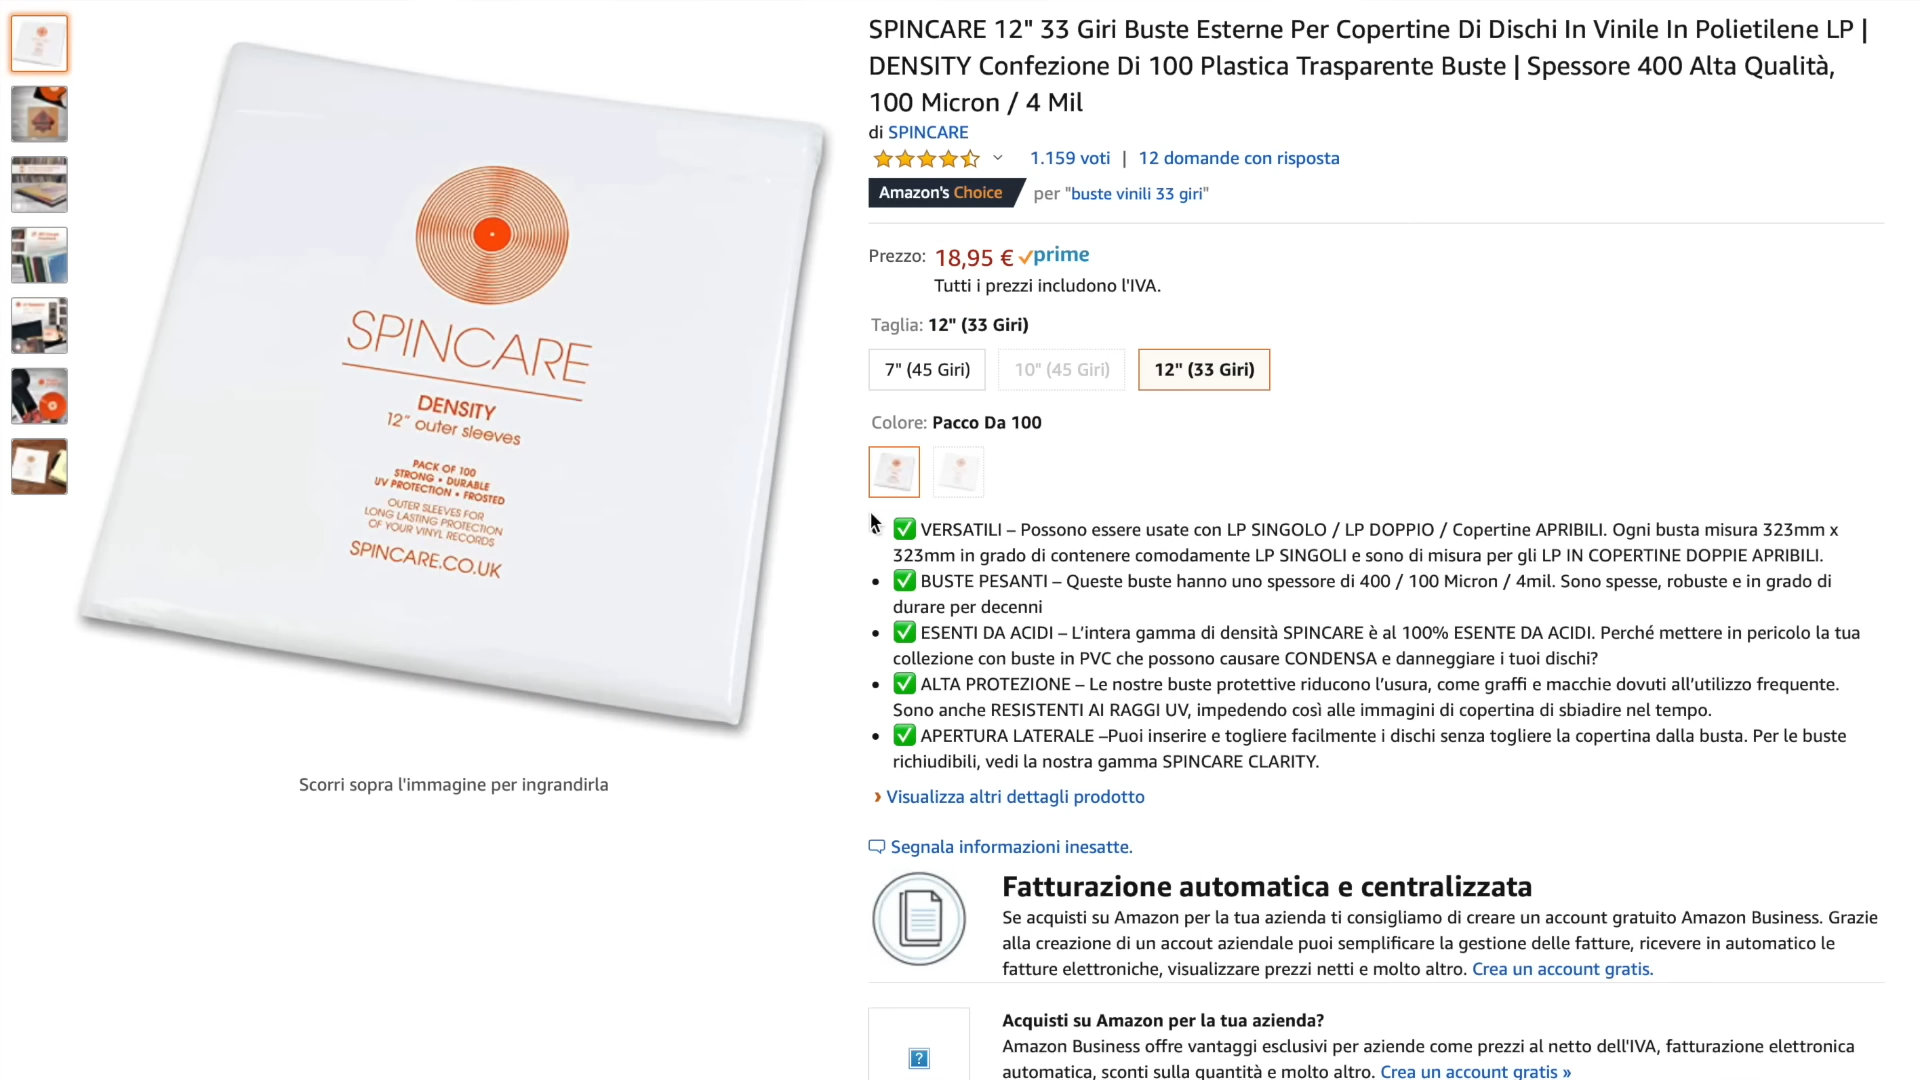 SPINCARE
DENSITY
12" outer sleeves
PACK OF 100
STRONG • DURABLE
UV PROTECTION • FROSTED
OUTER SLEEVES FOR
LONG LASTING PROTECTION
OF YOUR VINYL RECORDS
SPINCARE.CO.UK
Scorri sopra l'immagine per ingrandirla
SPINCARE 12" 33 Giri Buste Esterne Per Copertine Di Dischi In Vinile In Polietilene LP |
DENSITY Confezione Di 100 Plastica Trasparente Buste | Spessore 400 Alta Qualità,
100 Micron / 4 Mil
di SPINCARE
1.159 voti | 12 domande con risposta
Amazon's Choice per "buste vinili 33 giri"
Prezzo: 18,95 € prime
Tutti i prezzi includono l'IVA.
Taglia: 12" (33 Giri)
7" (45 Giri) 10" (45 Giri) 12" (33 Giri)
Colore: Pacco Da 100
✅ VERSATILI – Possono essere usate con LP SINGOLO / LP DOPPIO / Copertine APRIBILI. Ogni busta misura 323mm x
323mm in grado di contenere comodamente LP SINGOLI e sono di misura per gli LP IN COPERTINE DOPPIE APRIBILI.
• ✅ BUSTE PESANTI – Queste buste hanno uno spessore di 400 / 100 Micron / 4mil. Sono spesse, robuste e in grado di
durare per decenni
• ✅ ESENTI DA ACIDI – L’intera gamma di densità SPINCARE è al 100% ESENTE DA ACIDI. Perché mettere in pericolo la tua
collezione con buste in PVC che possono causare CONDENSA e danneggiare i tuoi dischi?
• ✅ ALTA PROTEZIONE – Le nostre buste protettive riducono l’usura, come graffi e macchie dovuti all’utilizzo frequente.
Sono anche RESISTENTI AI RAGGI UV, impedendo così alle immagini di copertina di sbiadire nel tempo.
• ✅ APERTURA LATERALE –Puoi inserire e togliere facilmente i dischi senza togliere la copertina dalla busta. Per le buste
richiudibili, vedi la nostra gamma SPINCARE CLARITY.
› Visualizza altri dettagli prodotto
Segnala informazioni inesatte.
Fatturazione automatica e centralizzata
Se acquisti su Amazon per la tua azienda ti consigliamo di creare un account gratuito Amazon Business. Grazie
alla creazione di un accout aziendale puoi semplificare la gestione delle fatture, ricevere in automatico le
fatture elettroniche, visualizzare prezzi netti e molto altro. Crea un account gratis.
Acquisti su Amazon per la tua azienda?
Amazon Business offre vantaggi esclusivi per aziende come prezzi al netto dell'IVA, fatturazione elettronica
automatica, sconti sulla quantità e molto altro. Crea un account gratis »